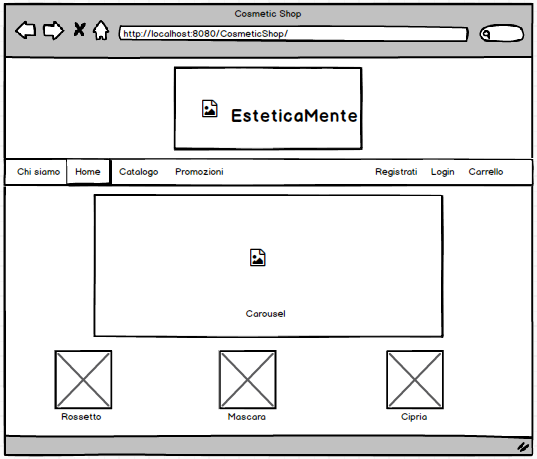 Cosmetic Shop
http://localhost:8080/CosmeticShop/
EsteticaMente
Chi siamo Home Catalogo Promozioni Registrati Login Carrello
Carousel
Rossetto Mascara Cipria